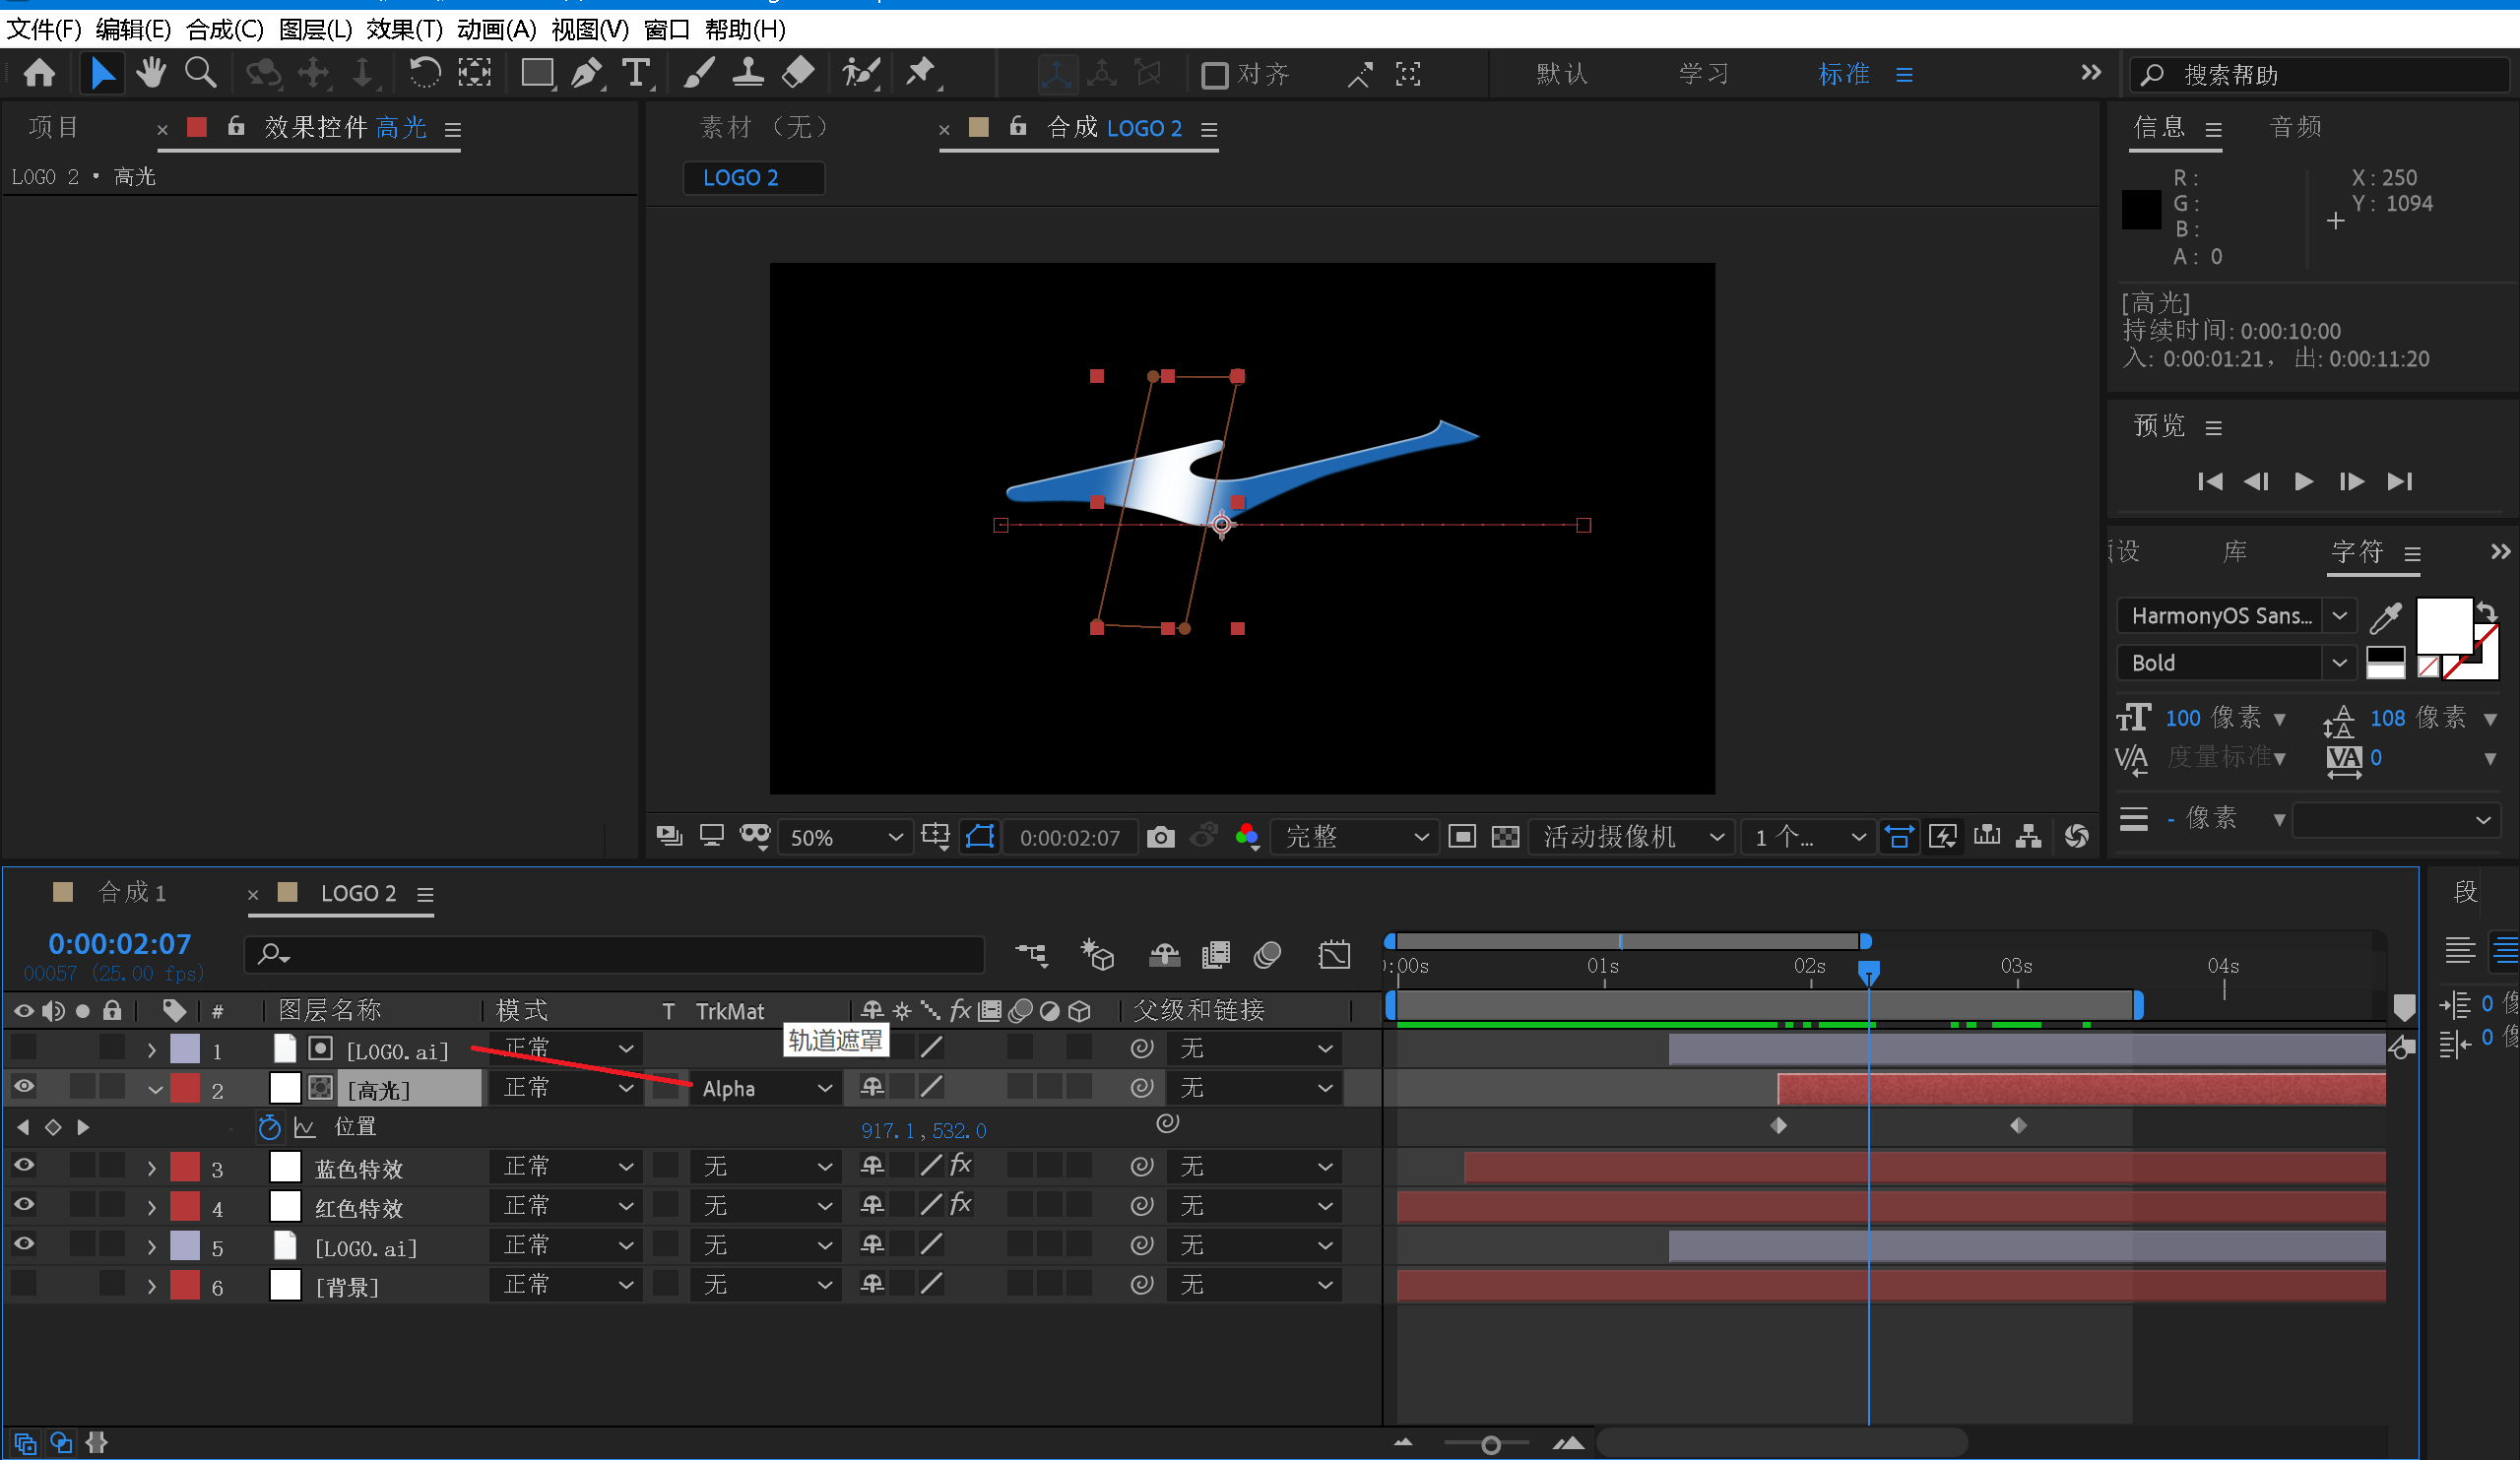 文件(F) 编辑(E) 合成(C) 图层(L) 效果(T) 动画(A) 视图(V) 窗口 帮助(H)
对齐 默认 学习 标准 搜索帮助
项目 效果控件 高光
LOGO 2 • 高光
素材 （无） 合成 LOGO 2
LOGO 2
信息 音频
R :
G :
B :
A : 0
X : 250
Y : 1094
[高光]
持续时间: 0:00:10:00
入: 0:00:01:21, 出: 0:00:11:20
预览
设 库 字符
HarmonyOS Sans...
Bold
100 像素 108 像素
度量标准 0
- 像素
50% 0:00:02:07 完整 活动摄像机 1 个...
合成 1 LOGO 2
0:00:02:07
00057 (25.00 fps)
:00s 01s 02s 03s 04s
# 图层名称 模式 T TrkMat 父级和链接
轨道遮罩
1 [LOGO.ai] 正常 无
2 [高光] 正常 Alpha 无
位置 917.1,532.0
3 蓝色特效 正常 无 fx 无
4 红色特效 正常 无 fx 无
5 [LOGO.ai] 正常 无 无
6 [背景] 正常 无 无
段
0 像
0 像